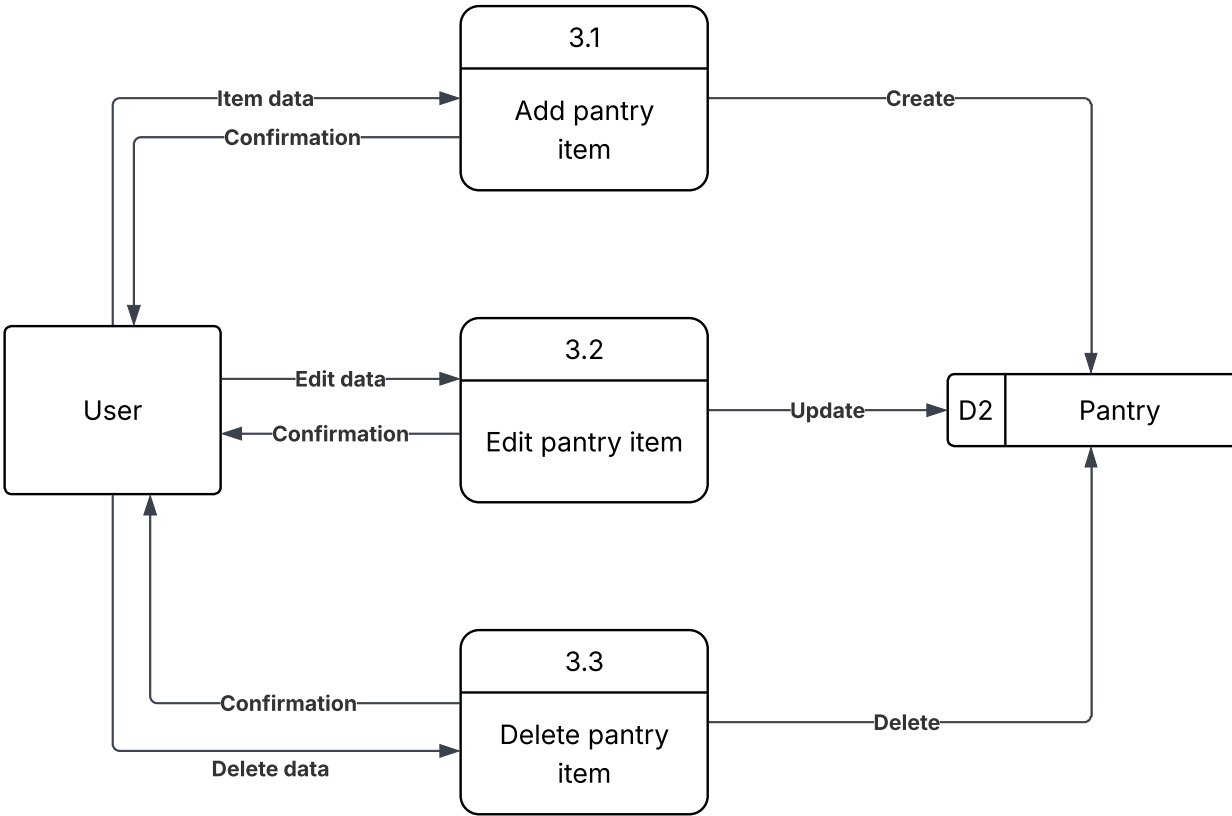 3.1
Item data
Add pantry
item
Create
Confirmation
3.2
Edit data
User
Edit pantry item
Update
D2
Pantry
Confirmation
3.3
Confirmation
Delete pantry
item
Delete
Delete data